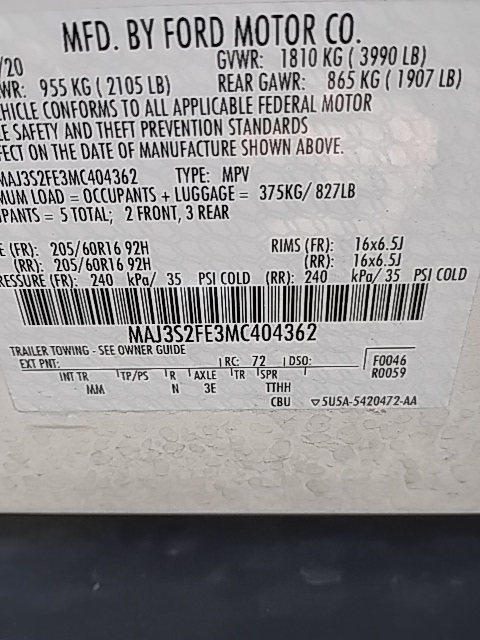 MFD. BY FORD MOTOR CO.
/20 GVWR: 1810 KG ( 3990 LB)
WR: 955 KG ( 2105 LB) REAR GAWR: 865 KG ( 1907 LB)
EHICLE CONFORMS TO ALL APPLICABLE FEDERAL MOTOR
LE SAFETY AND THEFT PREVENTION STANDARDS
FECT ON THE DATE OF MANUFACTURE SHOWN ABOVE.
MAJ3S2FE3MC404362 TYPE: MPV
MUM LOAD = OCCUPANTS + LUGGAGE = 375KG/ 827LB
PANTS = 5 TOTAL; 2 FRONT, 3 REAR
E (FR): 205/60R16 92H RIMS (FR): 16x6.5J
(RR): 205/60R16 92H (RR): 16x6.5J
RESSURE (FR): 240 kPa/ 35 PSI COLD (RR): 240 kPa/ 35 PSI COLD
MAJ3S2FE3MC404362
TRAILER TOWING - SEE OWNER GUIDE
EXT PNT: RC: 72 DSO: F0046
R0059
INT TR TP/PS R AXLE TR SPR
MM N 3E TTHH
CBU ▽5U5A-5420472-AA